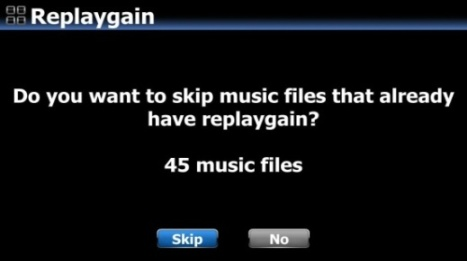 Replaygain
Do you want to skip music files that already
have replaygain?
45 music files
Skip
No